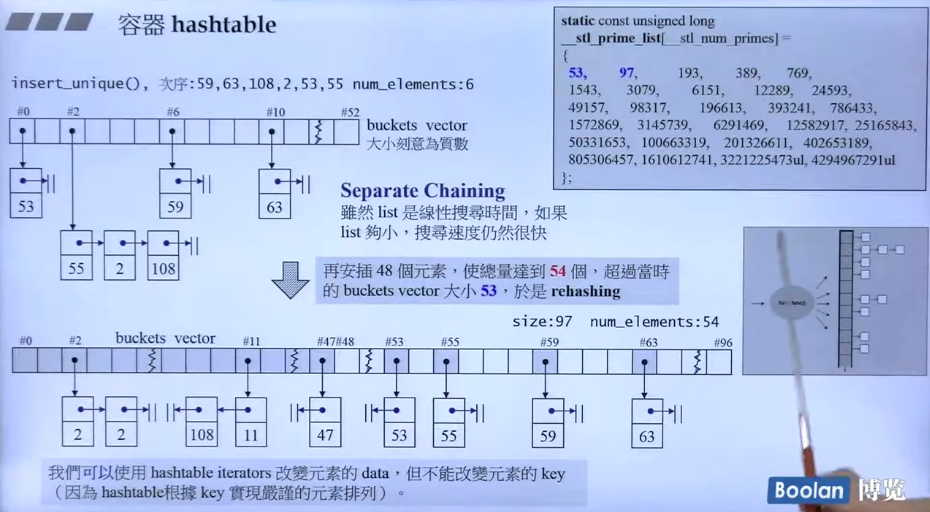 容器 hashtable
static const unsigned long
__stl_prime_list[__stl_num_primes] =
{
53, 97, 193, 389, 769,
1543, 3079, 6151, 12289, 24593,
49157, 98317, 196613, 393241, 786433,
1572869, 3145739, 6291469, 12582917, 25165843,
50331653, 100663319, 201326611, 402653189,
805306457, 1610612741, 3221225473ul, 4294967291ul
};
insert_unique(), 次序:59,63,108,2,53,55 num_elements:6
#0 #2 #6 #10 #52
buckets vector
大小刻意為質數
53 59 63
55 2 108
Separate Chaining
雖然 list 是線性搜尋時間，如果
list 夠小，搜尋速度仍然很快
再安插 48 個元素，使總量達到 54 個，超過當時
的 buckets vector 大小 53，於是 rehashing
size:97 num_elements:54
buckets vector
#0 #2 #11 #47 #48 #53 #55 #59 #63 #96
2 2 108 11 47 53 55 59 63
我們可以使用 hashtable iterators 改變元素的 data，但不能改變元素的 key
（因為 hashtable根據 key 實現嚴謹的元素排列）。
Boolan 博览